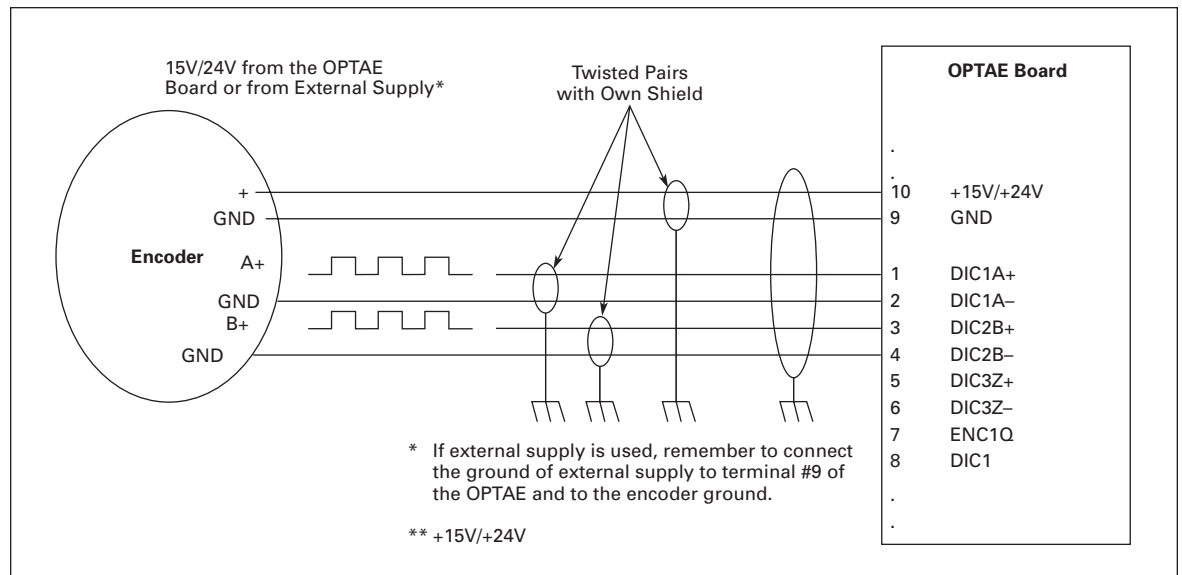 15V/24V from the OPTAE
Board or from External Supply*
Twisted Pairs
with Own Shield
OPTAE Board
.
.
+
10 +15V/+24V
GND
9 GND
Encoder
A+
1 DIC1A+
GND
2 DIC1A–
B+
3 DIC2B+
GND
4 DIC2B–
5 DIC3Z+
6 DIC3Z–
7 ENC1Q
8 DIC1
.
.
* If external supply is used, remember to connect
the ground of external supply to terminal #9 of
the OPTAE and to the encoder ground.
** +15V/+24V